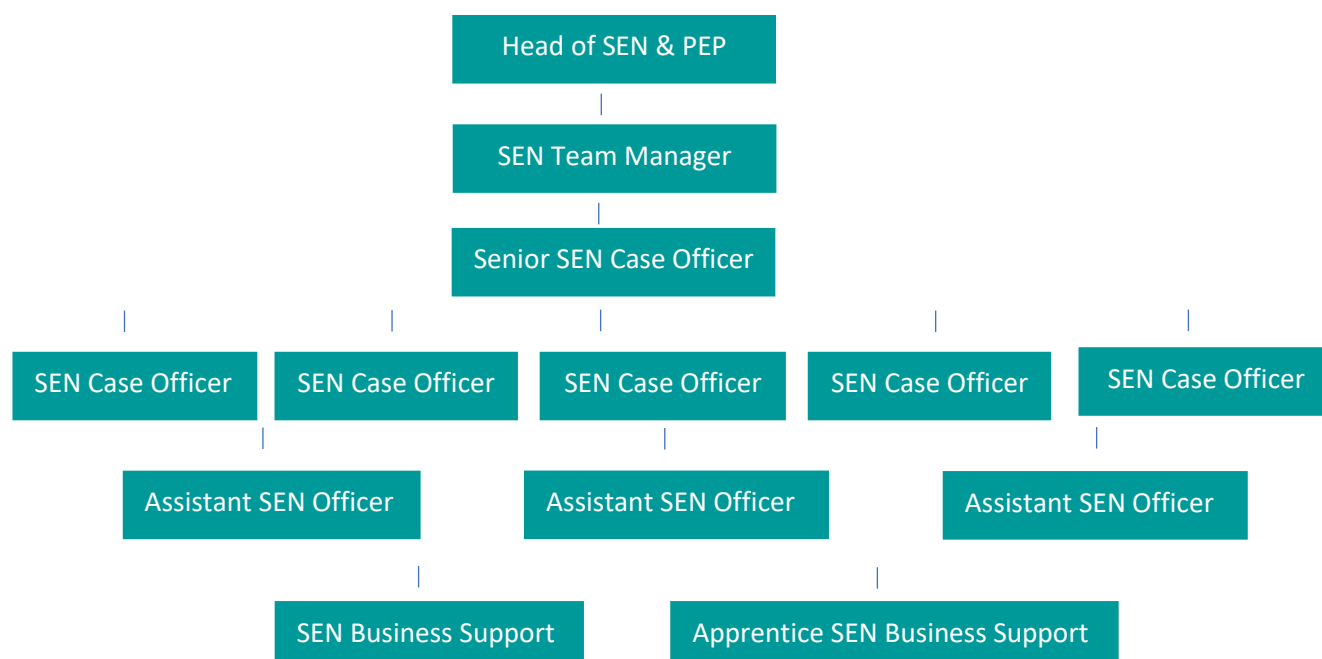 Head of SEN & PEP
SEN Team Manager
Senior SEN Case Officer
SEN Case Officer
SEN Case Officer
SEN Case Officer
SEN Case Officer
SEN Case Officer
Assistant SEN Officer
Assistant SEN Officer
Assistant SEN Officer
SEN Business Support
Apprentice SEN Business Support